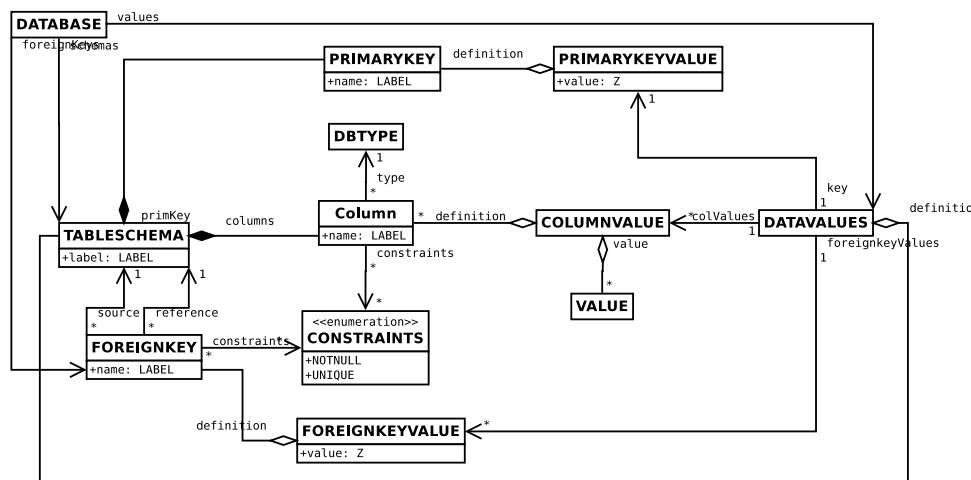 DATABASE
values
foreignKeys
schemas
PRIMARYKEY
+name: LABEL
definition
PRIMARYKEYVALUE
+value: Z
1
DBTYPE
1
type
*
key
1
primKey
TABLESCHEMA
+label: LABEL
columns
Column
+name: LABEL
*
definition
COLUMNVALUE
*
colValues
1
DATAVALUES
definition
foreignkeyValues
1
value
*
VALUE
constraints
*
*
1
1
source
*
reference
*
FOREIGNKEY
+name: LABEL
constraints
*
*
<<enumeration>>
CONSTRAINTS
+NOTNULL
+UNIQUE
definition
FOREIGNKEYVALUE
+value: Z
*